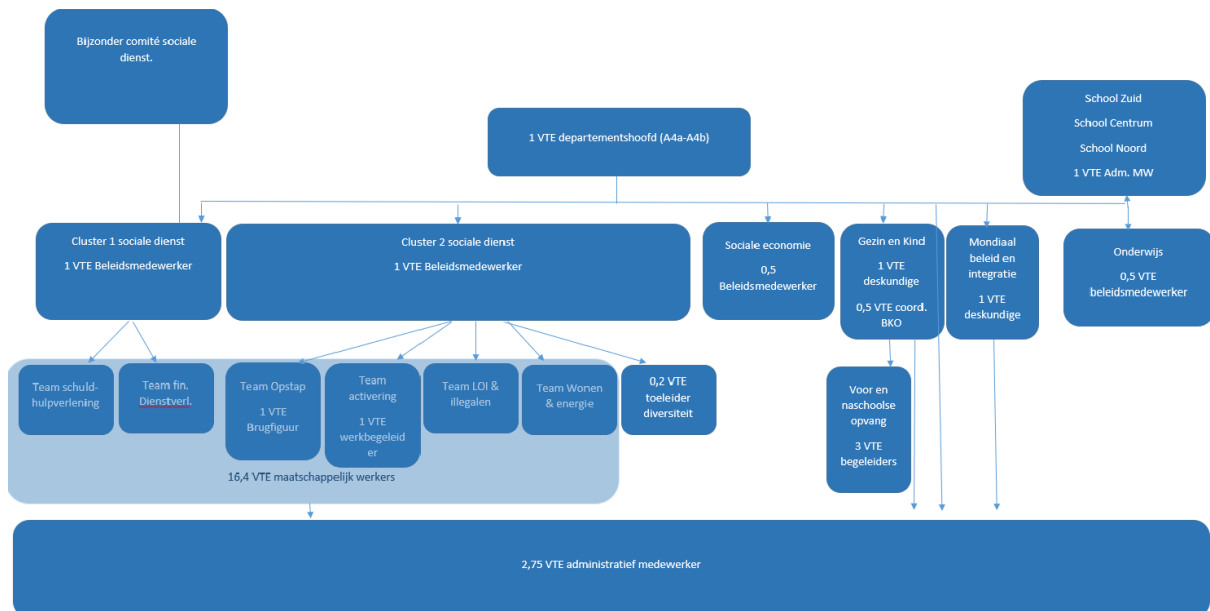 Bijzonder comité sociale
dienst.
1 VTE departementshoofd (A4a-A4b)
School Zuid
School Centrum
School Noord
1 VTE Adm. MW
Cluster 1 sociale dienst
1 VTE Beleidsmedewerker
Cluster 2 sociale dienst
1 VTE Beleidsmedewerker
Sociale economie
0,5
Beleidsmedewerker
Gezin en Kind
1 VTE
deskundige
0,5 VTE coord.
BKO
Mondiaal
beleid en
integratie
1 VTE
deskundige
Onderwijs
0,5 VTE
beleidsmedewerker
Team schuld-
hulpverlening
Team fin.
Dienstverl.
Team Opstap
1 VTE
Brugfiguur
Team
activering
1 VTE
werkbegeleid
er
Team LOI &
illegalen
Team Wonen
& energie
0,2 VTE
toeleider
diversiteit
Voor en
naschoolse
opvang
3 VTE
begeleiders
16,4 VTE maatschappelijk werkers
2,75 VTE administratief medewerker